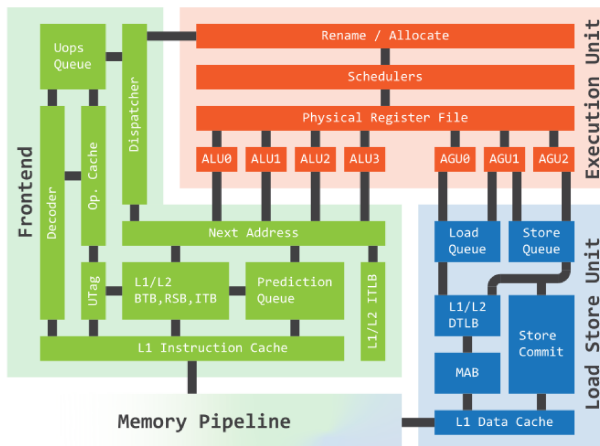 Frontend
Uops
Queue
Dispatcher
Decoder
Op. Cache
UTag
Next Address
L1/L2
BTB,RSB,ITB
Prediction
Queue
L1/L2 ITLB
L1 Instruction Cache
Execution Unit
Rename / Allocate
Schedulers
Physical Register File
ALU0
ALU1
ALU2
ALU3
AGU0
AGU1
AGU2
Load Store Unit
Load
Queue
Store
Queue
L1/L2
DTLB
MAB
Store
Commit
L1 Data Cache
Memory Pipeline